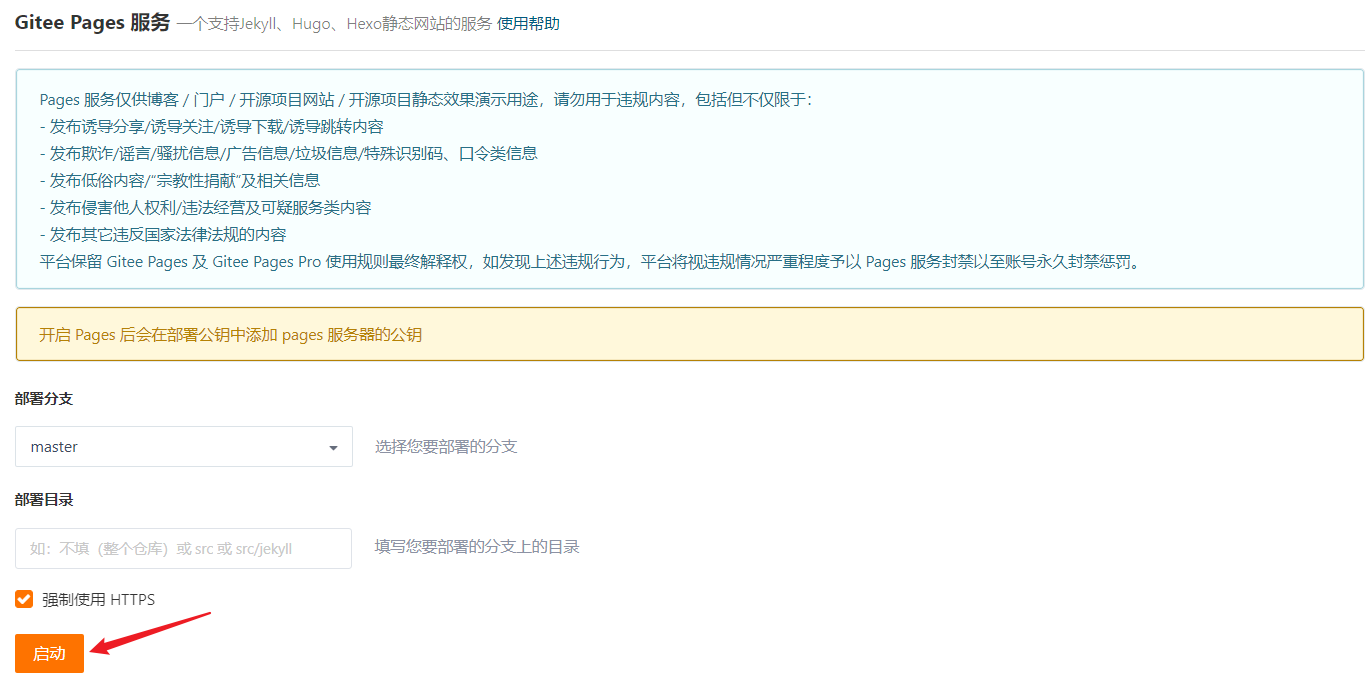 Gitee Pages 服务 一个支持Jekyll、Hugo、Hexo静态网站的服务 使用帮助
Pages 服务仅供博客 / 门户 / 开源项目网站 / 开源项目静态效果演示用途，请勿用于违规内容，包括但不仅限于：
- 发布诱导分享/诱导关注/诱导下载/诱导跳转内容
- 发布欺诈/谣言/骚扰信息/广告信息/垃圾信息/特殊识别码、口令类信息
- 发布低俗内容/“宗教性捐献”及相关信息
- 发布侵害他人权利/违法经营及可疑服务类内容
- 发布其它违反国家法律法规的内容
平台保留 Gitee Pages 及 Gitee Pages Pro 使用规则最终解释权，如发现上述违规行为，平台将视违规情况严重程度予以 Pages 服务封禁以至账号永久封禁惩罚。
开启 Pages 后会在部署公钥中添加 pages 服务器的公钥
部署分支
master 选择您要部署的分支
部署目录
如：不填（整个仓库）或 src 或 src/jekyll 填写您要部署的分支上的目录
强制使用 HTTPS
启动